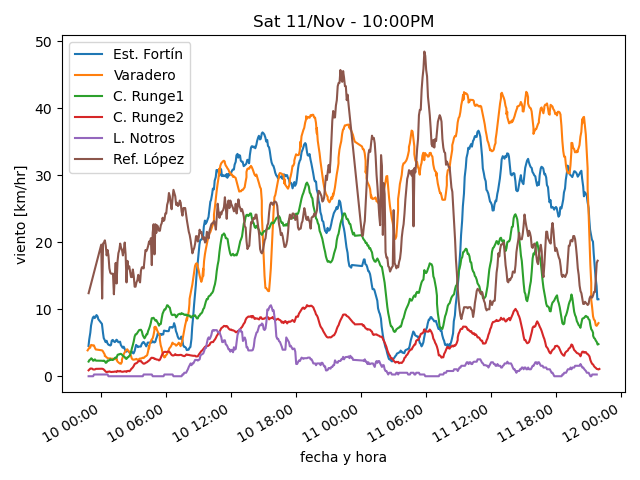 Sat 11/Nov - 10:00PM
viento [km/hr]
50
40
30
20
10
0
Est. Fortín
Varadero
C. Runge1
C. Runge2
L. Notros
Ref. López
10 00:00
10 06:00
10 12:00
10 18:00
11 00:00
11 06:00
11 12:00
11 18:00
12 00:00
fecha y hora